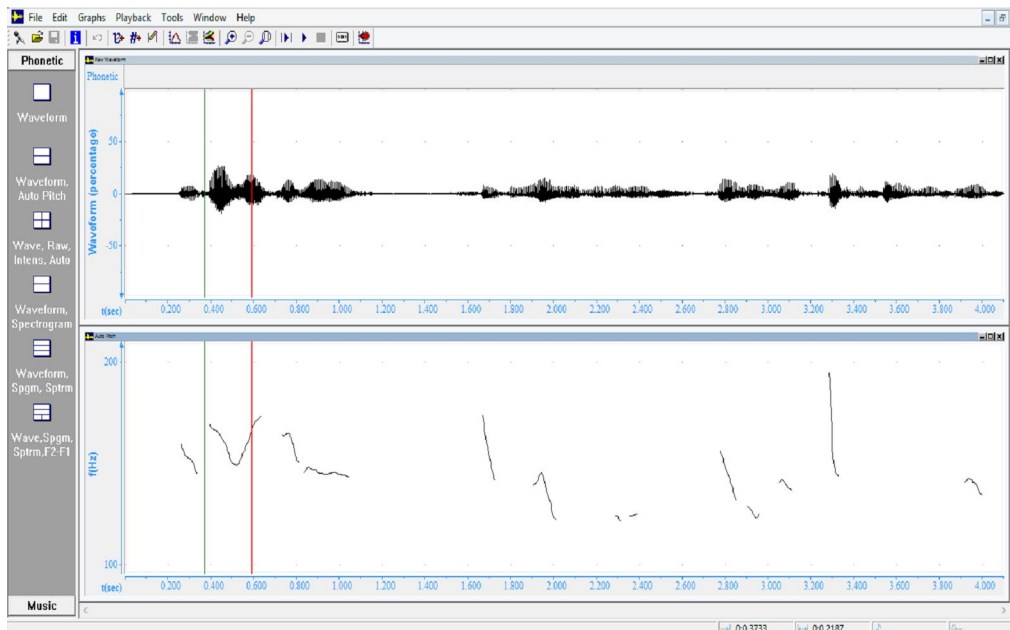 File Edit Graphs Playback Tools Window Help
Phonetic
Waveform
Waveform,
Auto Pitch
Wave, Raw,
Intens, Auto
Waveform,
Spectrogram
Waveform,
Spgm, Sptrm
Wave,Spgm,
Sptrm,F2-F1
Music
Raw Waveform
Phonetic
Waveform (percentage)
50
0
-50
t(sec) 0.200 0.400 0.600 0.800 1.000 1.200 1.400 1.600 1.800 2.000 2.200 2.400 2.600 2.800 3.000 3.200 3.400 3.600 3.800 4.000
Auto Pitch
200
f(Hz)
100
t(sec) 0.200 0.400 0.600 0.800 1.000 1.200 1.400 1.600 1.800 2.000 2.200 2.400 2.600 2.800 3.000 3.200 3.400 3.600 3.800 4.000
0:0.3733 0:0.2187